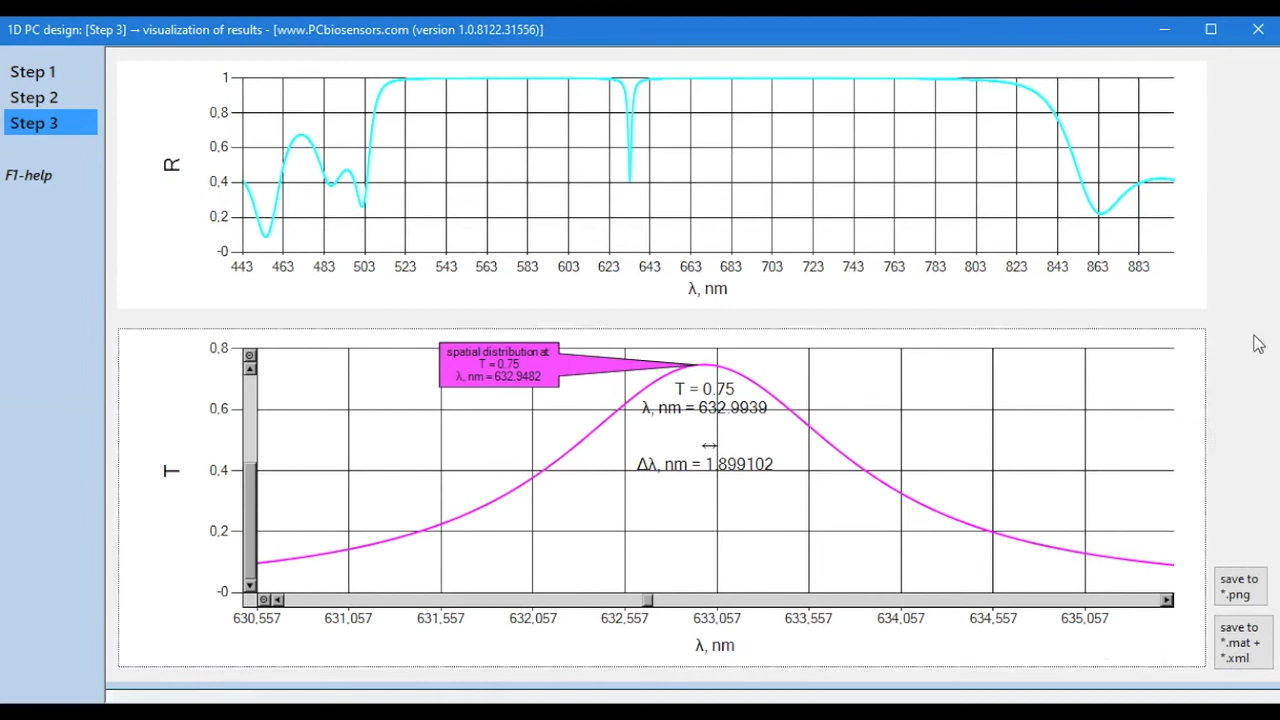 1D PC design: [Step 3] → visualization of results - [www.PCbiosensors.com (version 1.0.8122.31556)]
Step 1
Step 2
Step 3
F1-help
R
1
0.8
0.6
0.4
0.2
-0
443 463 483 503 523 543 563 583 603 623 643 663 683 703 723 743 763 783 803 823 843 863 883
λ, nm
T
0.8
0.6
0.4
0.2
-0
spatial distribution at
T = 0.75
λ, nm = 632.9482
T = 0.75
λ, nm = 632.9939
↔
Δλ, nm = 1.899102
630,557 631,057 631,557 632,057 632,557 633,057 633,557 634,057 634,557 635,057
λ, nm
save to
*.png
save to
*.mat +
*.xml